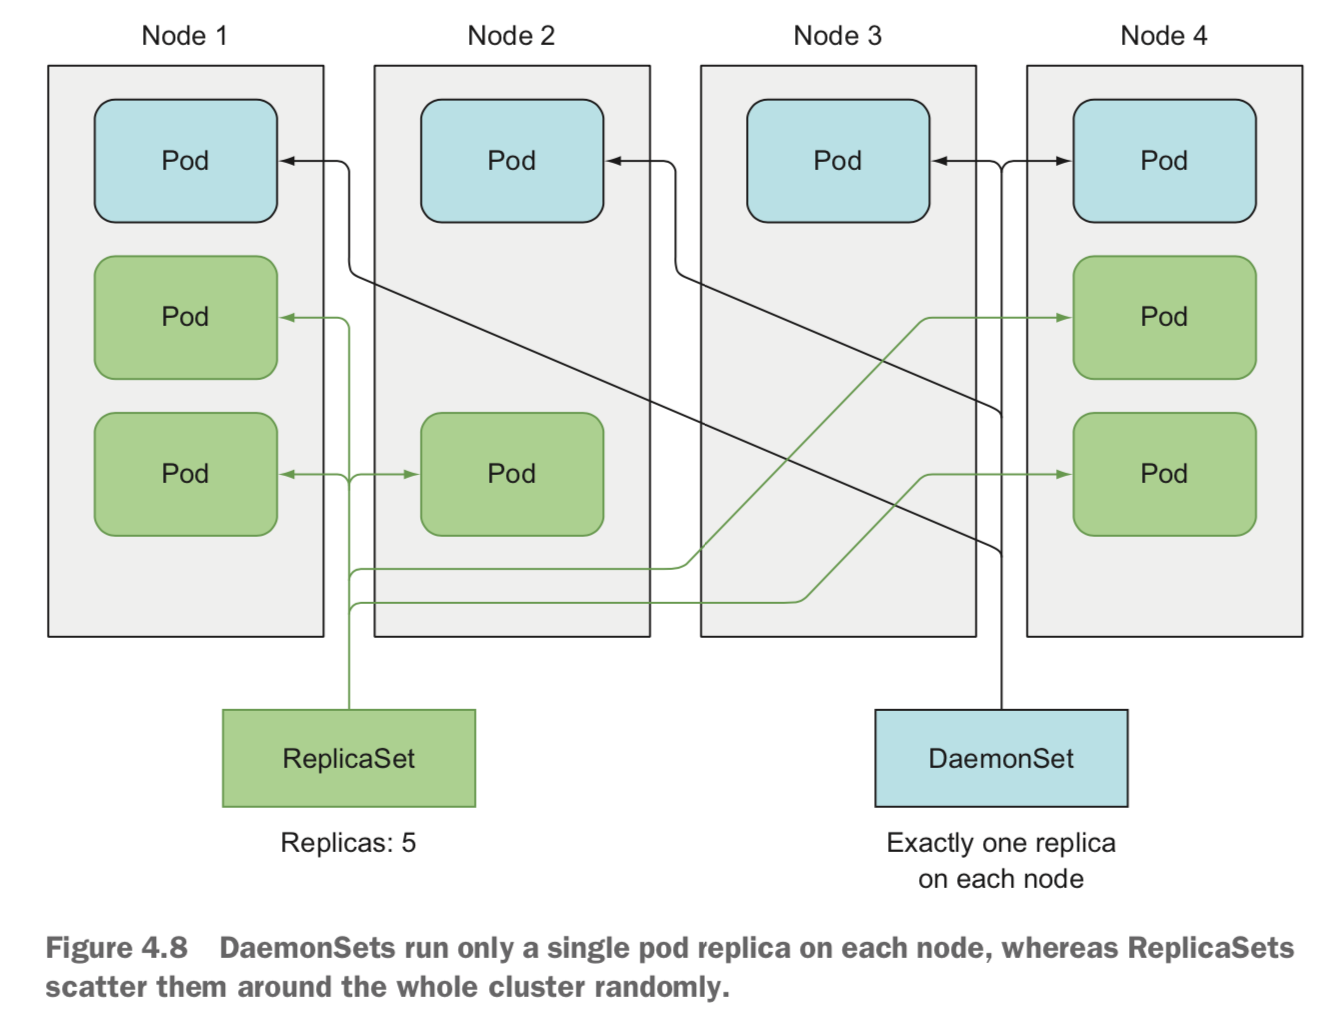 Node 1
Node 2
Node 3
Node 4
Pod
Pod
Pod
Pod
Pod
Pod
Pod
Pod
Pod
ReplicaSet
DaemonSet
Replicas: 5
Exactly one replica
on each node
Figure 4.8 DaemonSets run only a single pod replica on each node, whereas ReplicaSets
scatter them around the whole cluster randomly.